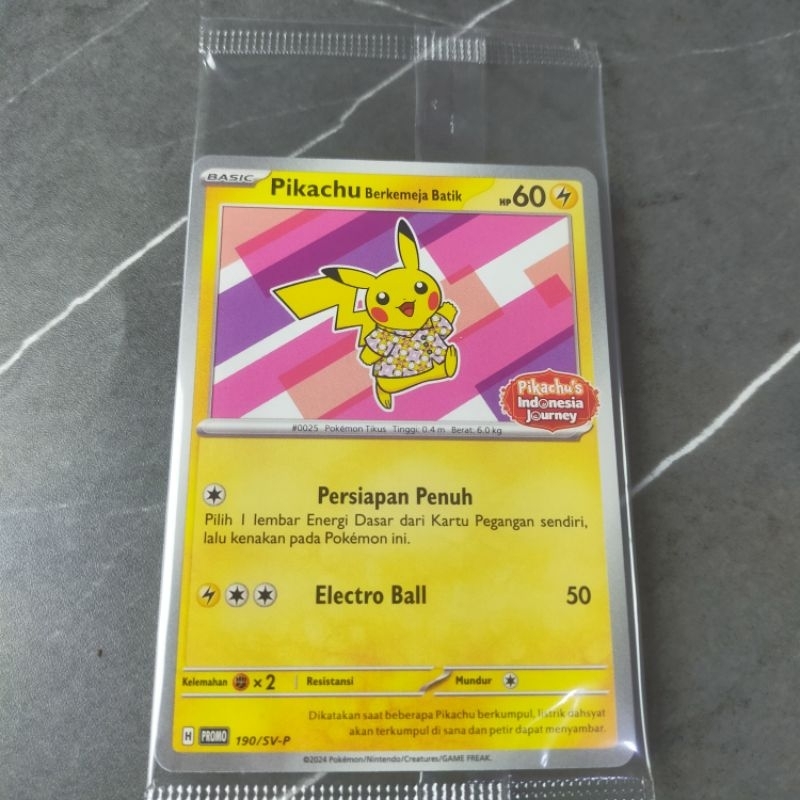 BASIC
Pikachu Berkemeja Batik
HP 60
Pikachu's
Indonesia
Journey
#0025 Pokémon Tikus Tinggi: 0.4 m Berat: 6.0 kg
Persiapan Penuh
Pilih 1 lembar Energi Dasar dari Kartu Pegangan sendiri,
lalu kenakan pada Pokémon ini.
Electro Ball 50
Kelemahan ×2 Resistansi Mundur
Dikatakan saat beberapa Pikachu berkumpul, listrik dahsyat
akan terkumpul di sana dan petir dapat menyambar.
H PROMO 190/SV-P
©2024 Pokémon/Nintendo/Creatures/GAME FREAK.